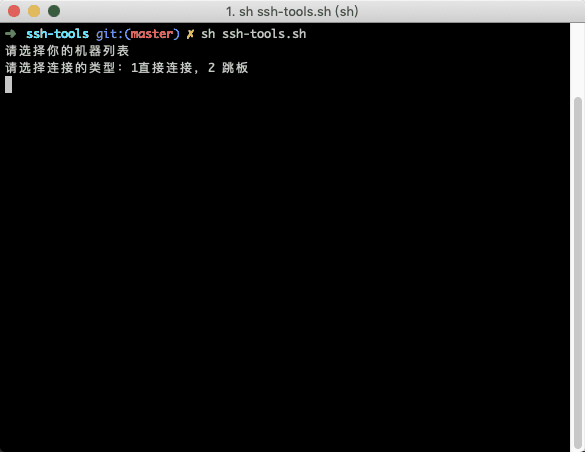 1. sh ssh-tools.sh (sh)
➜ ssh-tools git:(master) ✗ sh ssh-tools.sh
请选择你的机器列表
请选择连接的类型：1直接连接，2 跳板